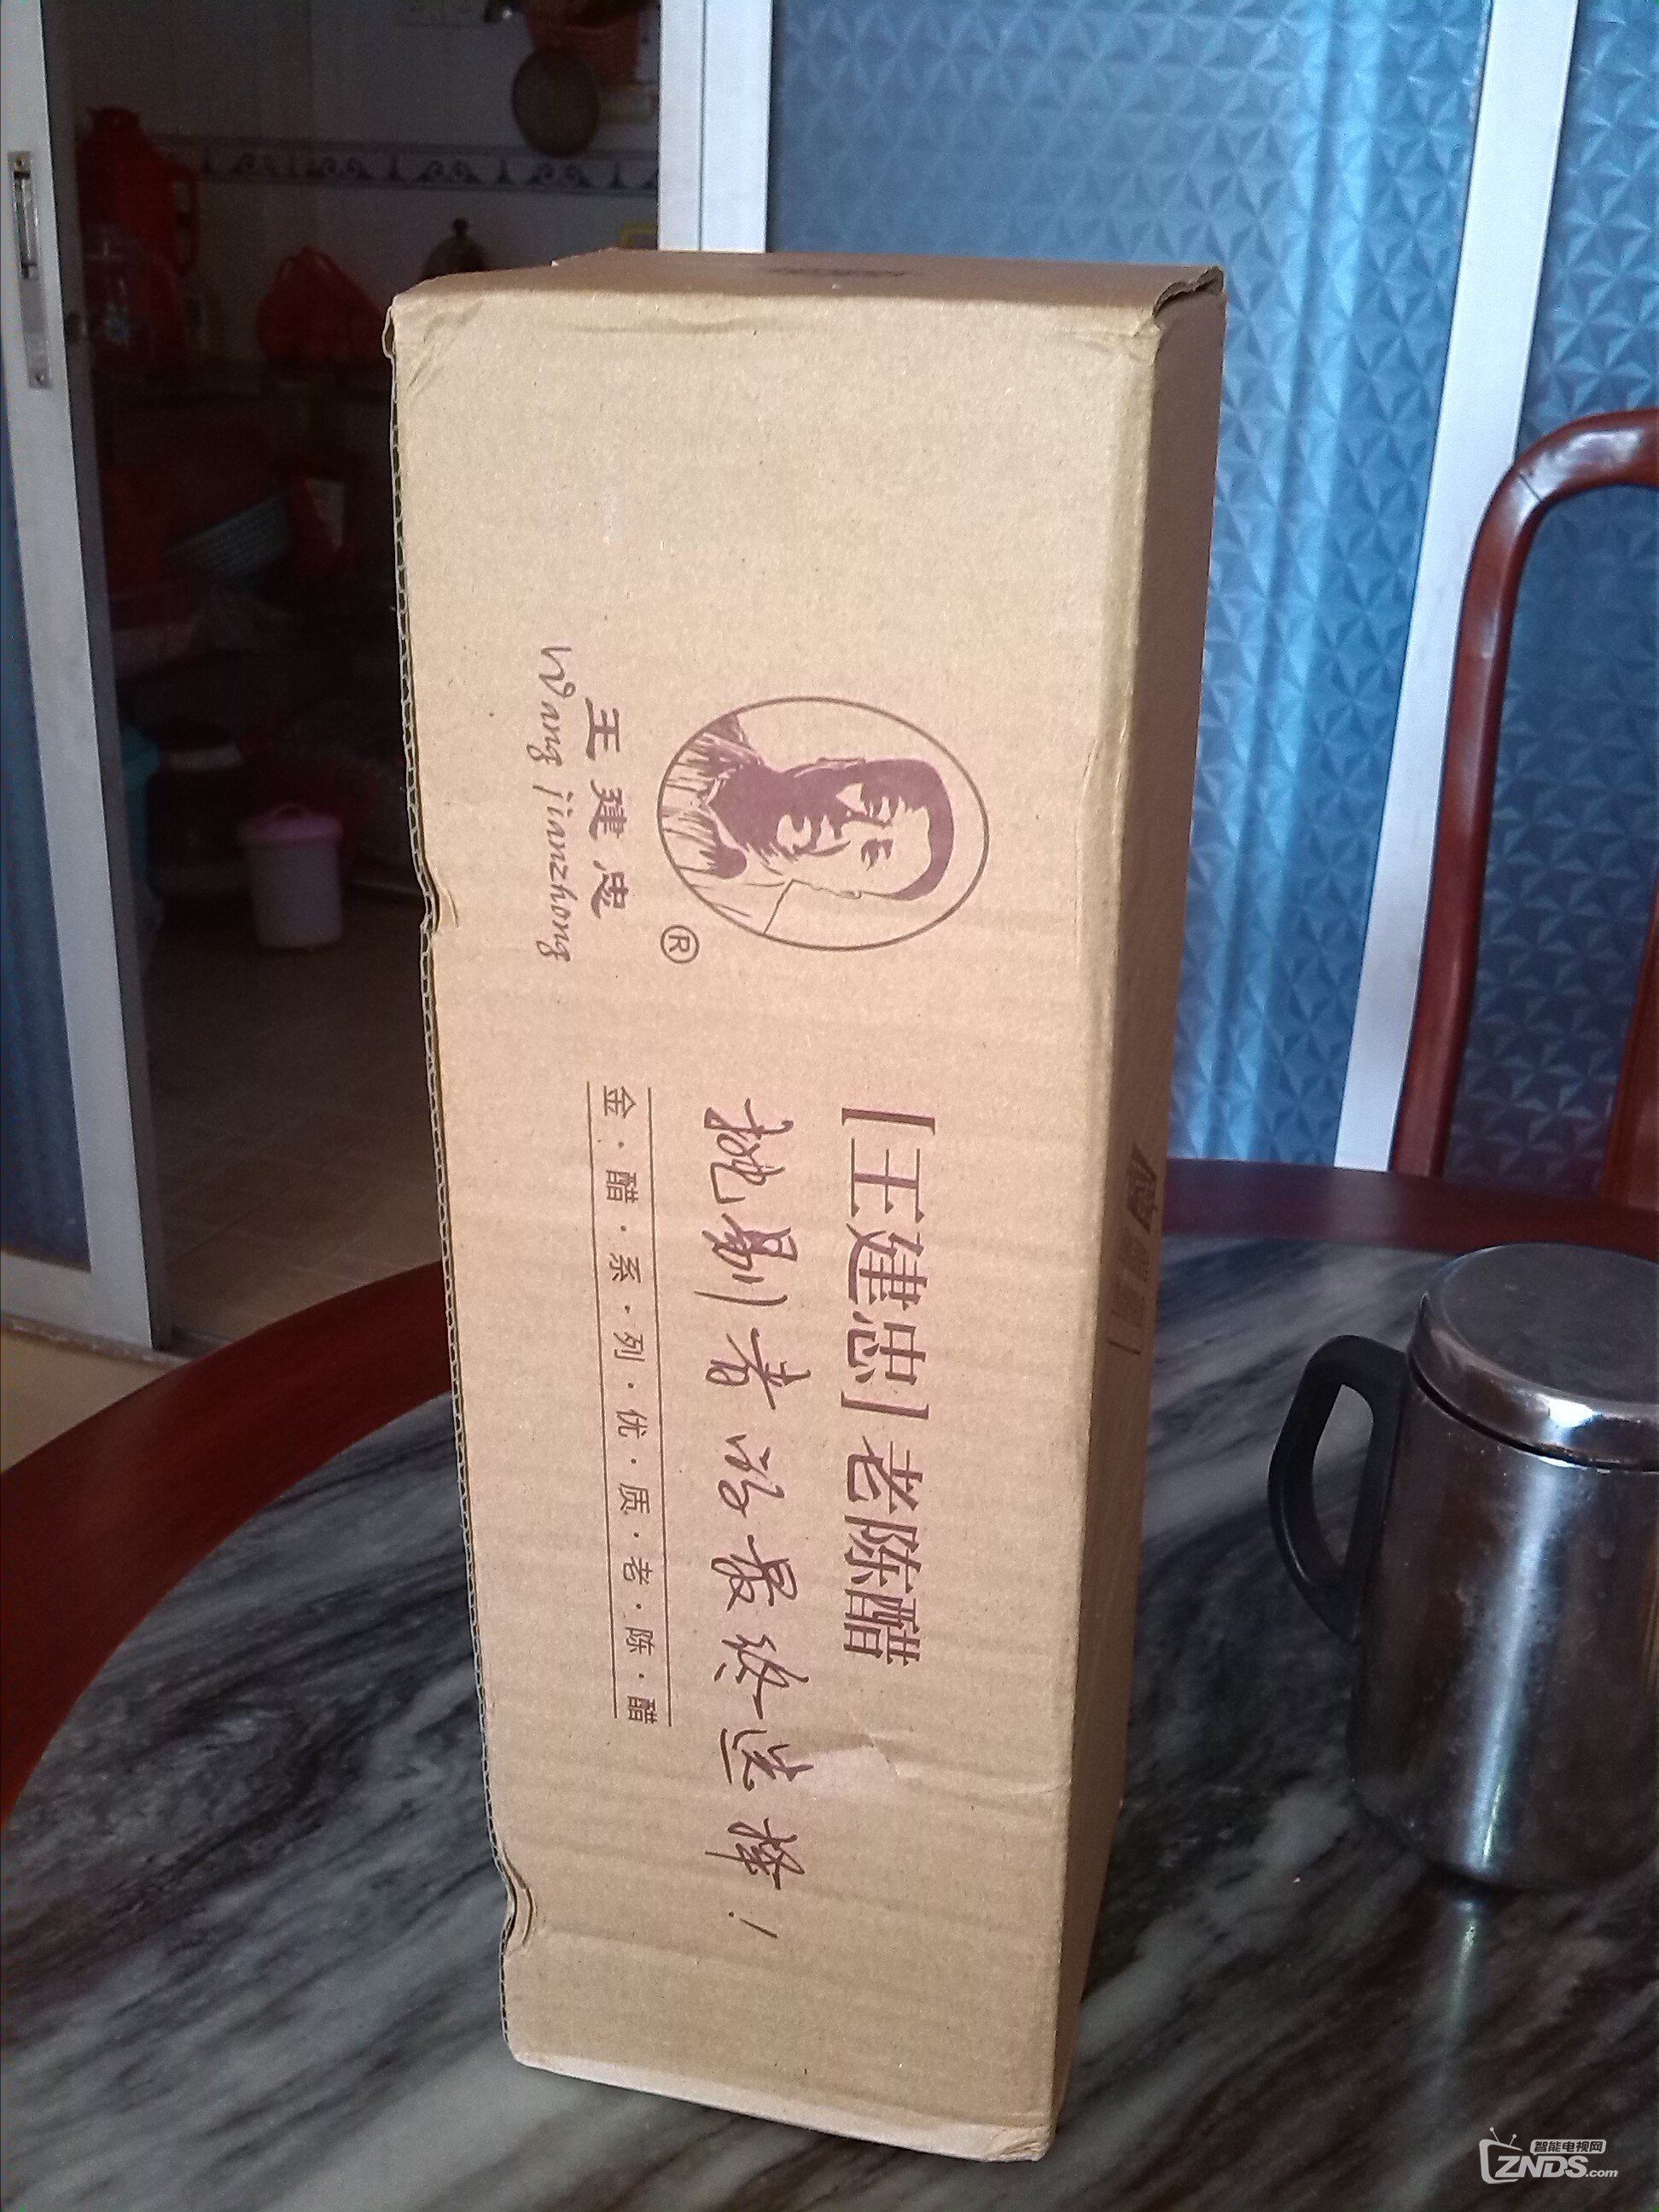 王建忠
Wang jianzhong
®
[王建忠]老陈醋
挑剔者的最终选择！
金·醋·系·列·优·质·老·陈·醋
智能电视网
ZNDS.com